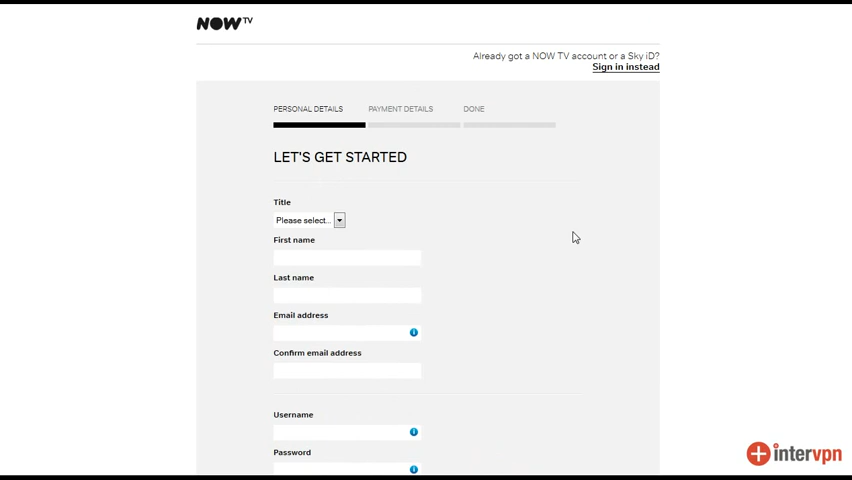 NOW TV
Already got a NOW TV account or a Sky iD?
Sign in instead
PERSONAL DETAILS PAYMENT DETAILS DONE
LET'S GET STARTED
Title
Please select...
First name
Last name
Email address
i
Confirm email address
Username
i
Password
i
intervpn